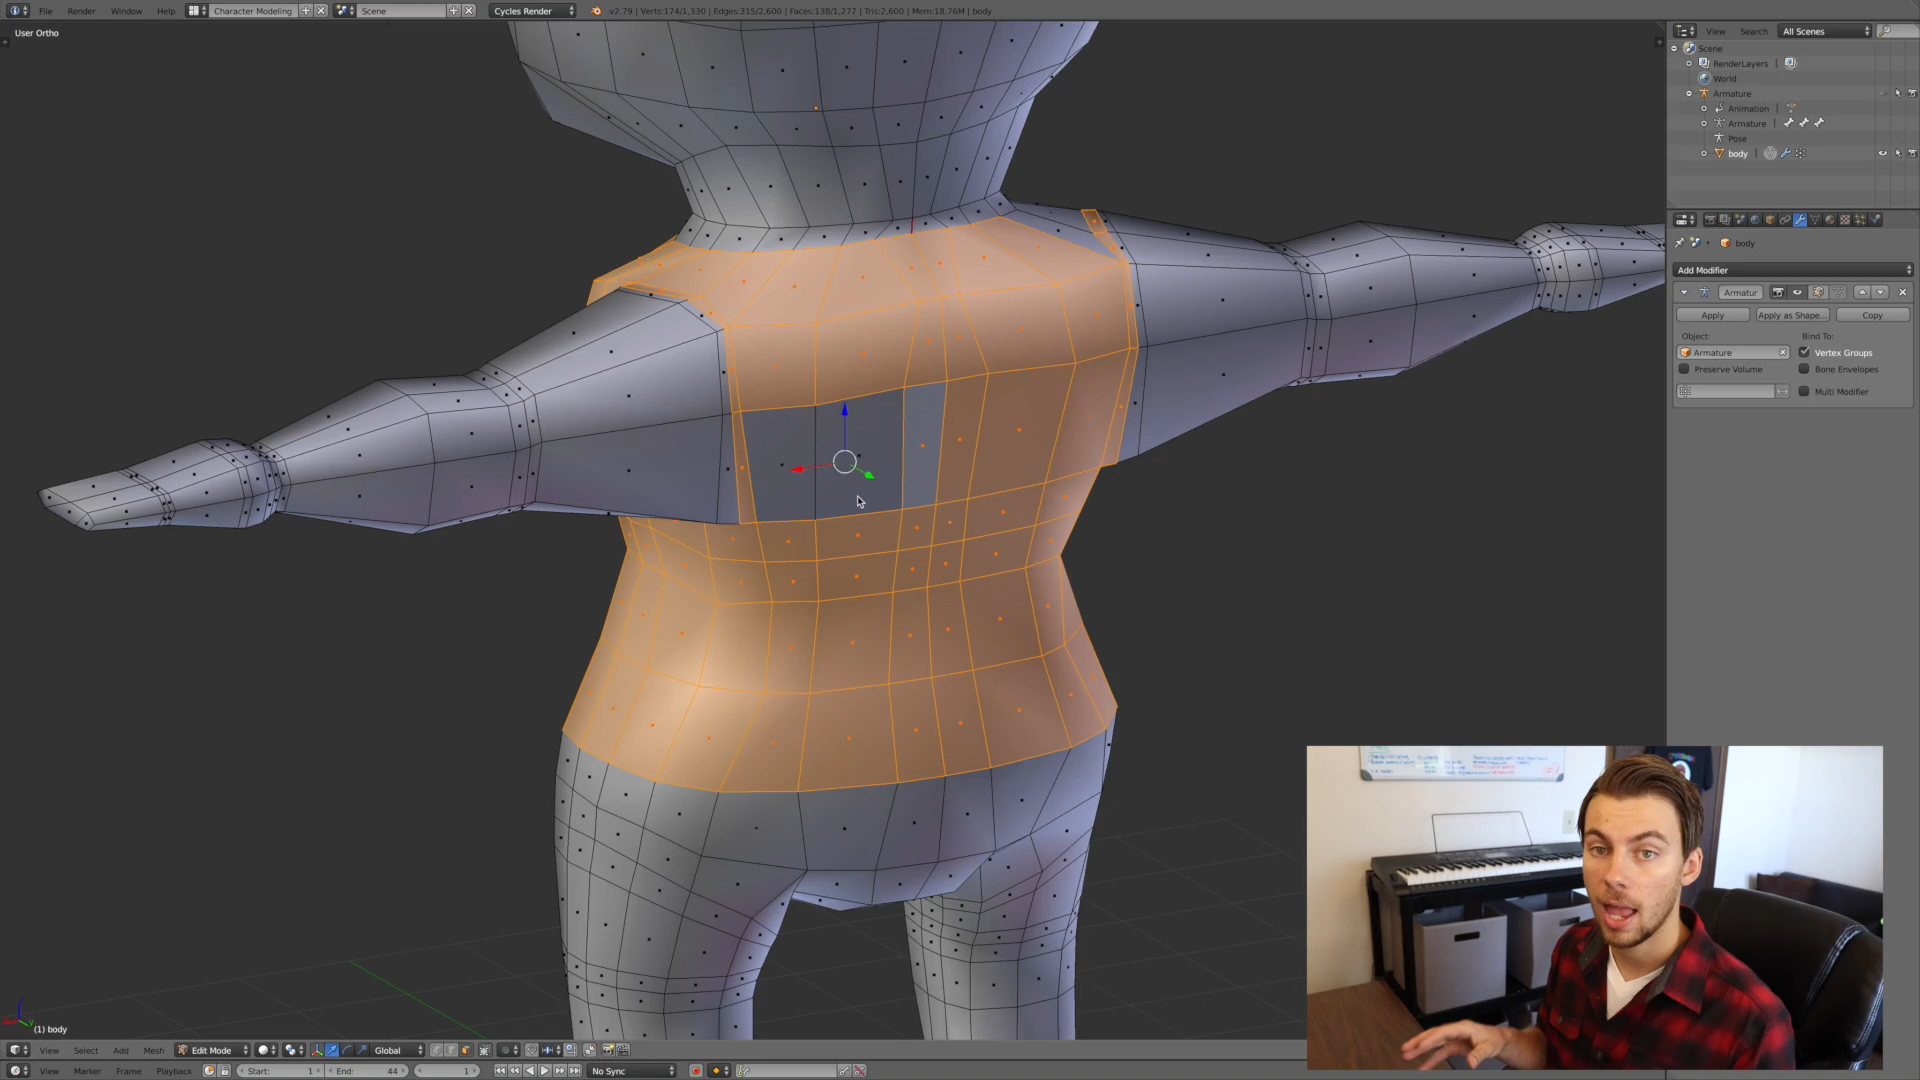 File Render Window Help Character Modeling Scene Cycles Render v2.79 | Verts:174/1,330 | Edges:315/2,600 | Faces:138/1,277 | Tris:2,600 | Mem:18.76M | body
User Ortho
View Search All Scenes
Scene
RenderLayers |
World
Armature
Animation |
Armature |
Pose
body |
body
Add Modifier
Armatur
Apply Apply as Shape... Copy
Object: Bind To:
Armature Vertex Groups
Preserve Volume Bone Envelopes
Multi Modifier
(1) body
View Select Add Mesh Edit Mode Global
View Marker Frame Playback Start: 1 End: 44 1 No Sync